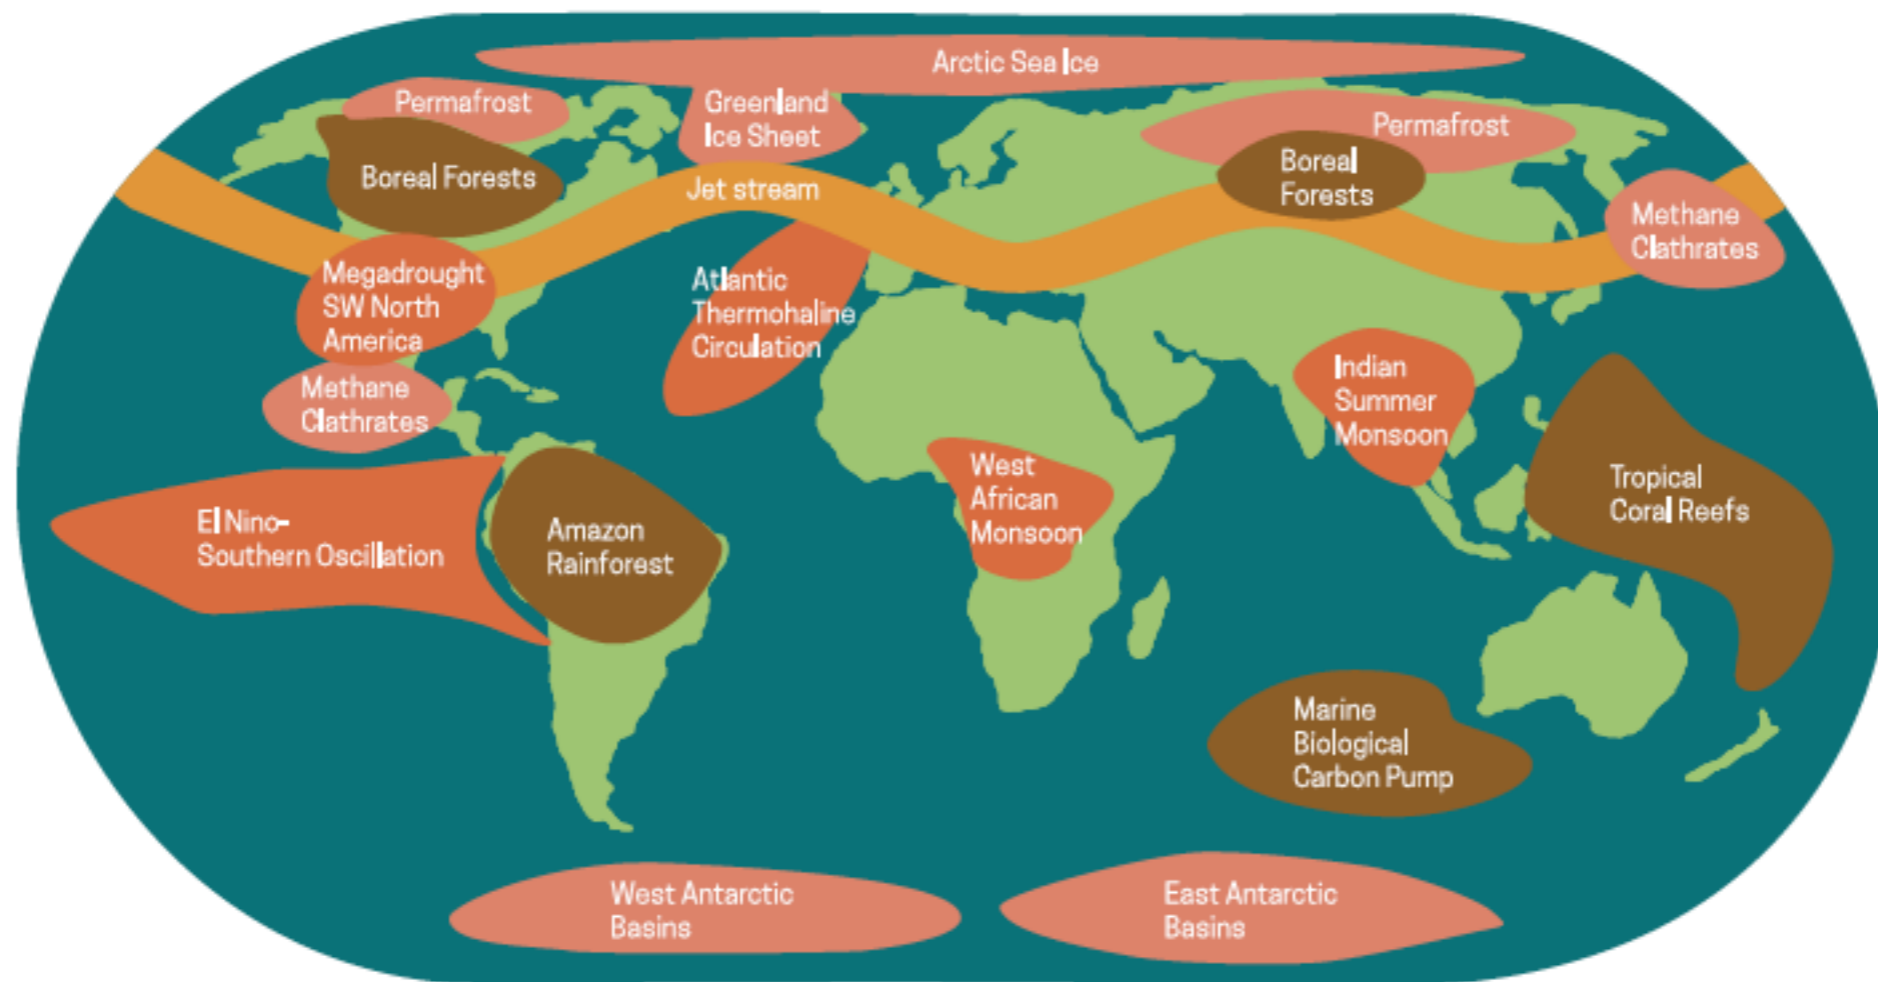 Arctic Sea Ice
Permafrost
Greenland
Ice Sheet
Permafrost
Boreal Forests
Jet stream
Boreal
Forests
Methane
Clathrates
Megadrought
SW North
America
Atlantic
Thermohaline
Circulation
Methane
Clathrates
Indian
Summer
Monsoon
West
African
Monsoon
Tropical
Coral Reefs
El Nino-
Southern Oscillation
Amazon
Rainforest
Marine
Biological
Carbon Pump
West Antarctic
Basins
East Antarctic
Basins